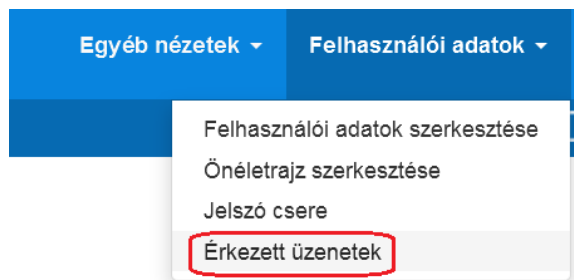 Egyéb nézetek Felhasználói adatok
Felhasználói adatok szerkesztése
Önéletrajz szerkesztése
Jelszó csere
Érkezett üzenetek